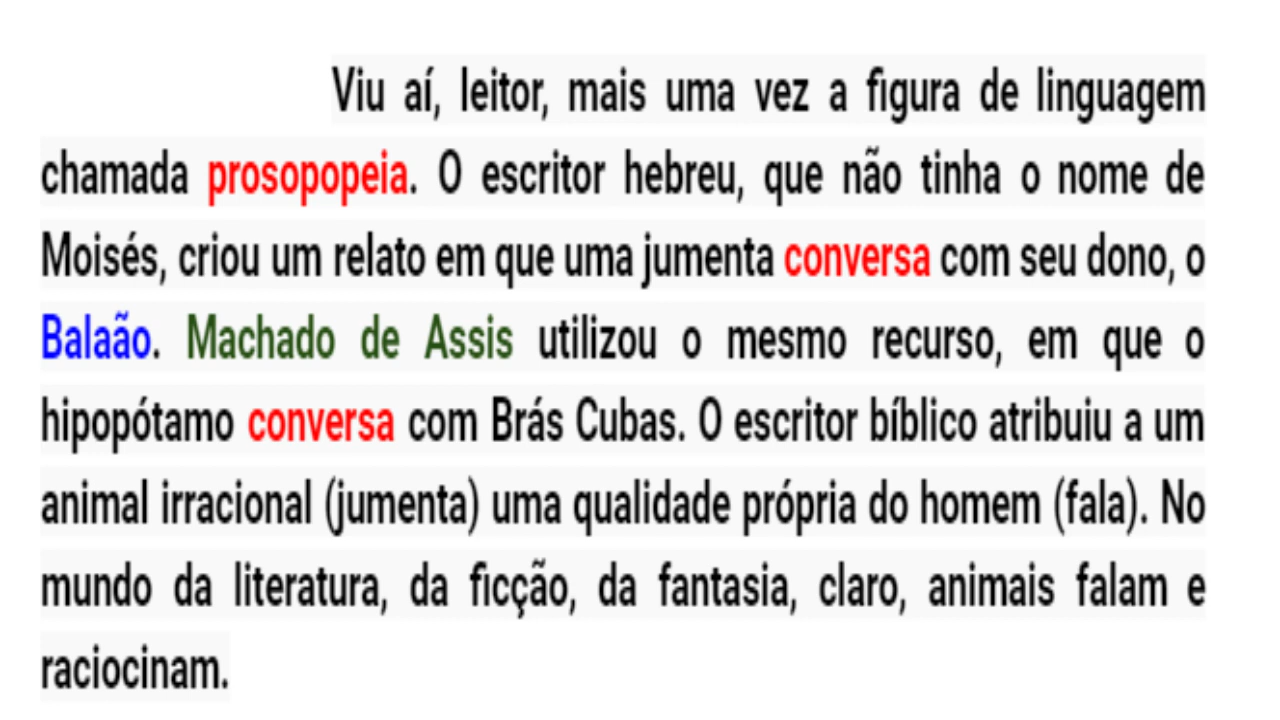 Viu aí, leitor, mais uma vez a figura de linguagem
chamada prosopopeia. O escritor hebreu, que não tinha o nome de
Moisés, criou um relato em que uma jumenta conversa com seu dono, o
Balaão. Machado de Assis utilizou o mesmo recurso, em que o
hipopótamo conversa com Brás Cubas. O escritor bíblico atribuiu a um
animal irracional (jumenta) uma qualidade própria do homem (fala). No
mundo da literatura, da ficção, da fantasia, claro, animais falam e
raciocinam.